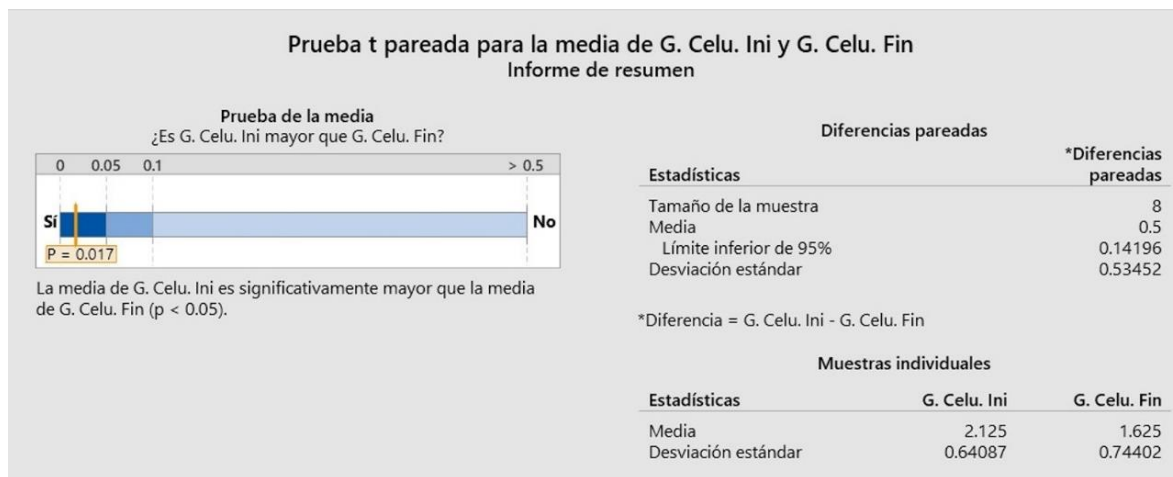 Prueba t pareada para la media de G. Celu. Ini y G. Celu. Fin
Informe de resumen
Prueba de la media
¿Es G. Celu. Ini mayor que G. Celu. Fin?
0 0.05 0.1 > 0.5
Sí No
P = 0.017
La media de G. Celu. Ini es significativamente mayor que la media
de G. Celu. Fin (p < 0.05).
Diferencias pareadas
*Diferencias
Estadísticas pareadas
Tamaño de la muestra 8
Media 0.5
Límite inferior de 95% 0.14196
Desviación estándar 0.53452
*Diferencia = G. Celu. Ini - G. Celu. Fin
Muestras individuales
Estadísticas G. Celu. Ini G. Celu. Fin
Media 2.125 1.625
Desviación estándar 0.64087 0.74402